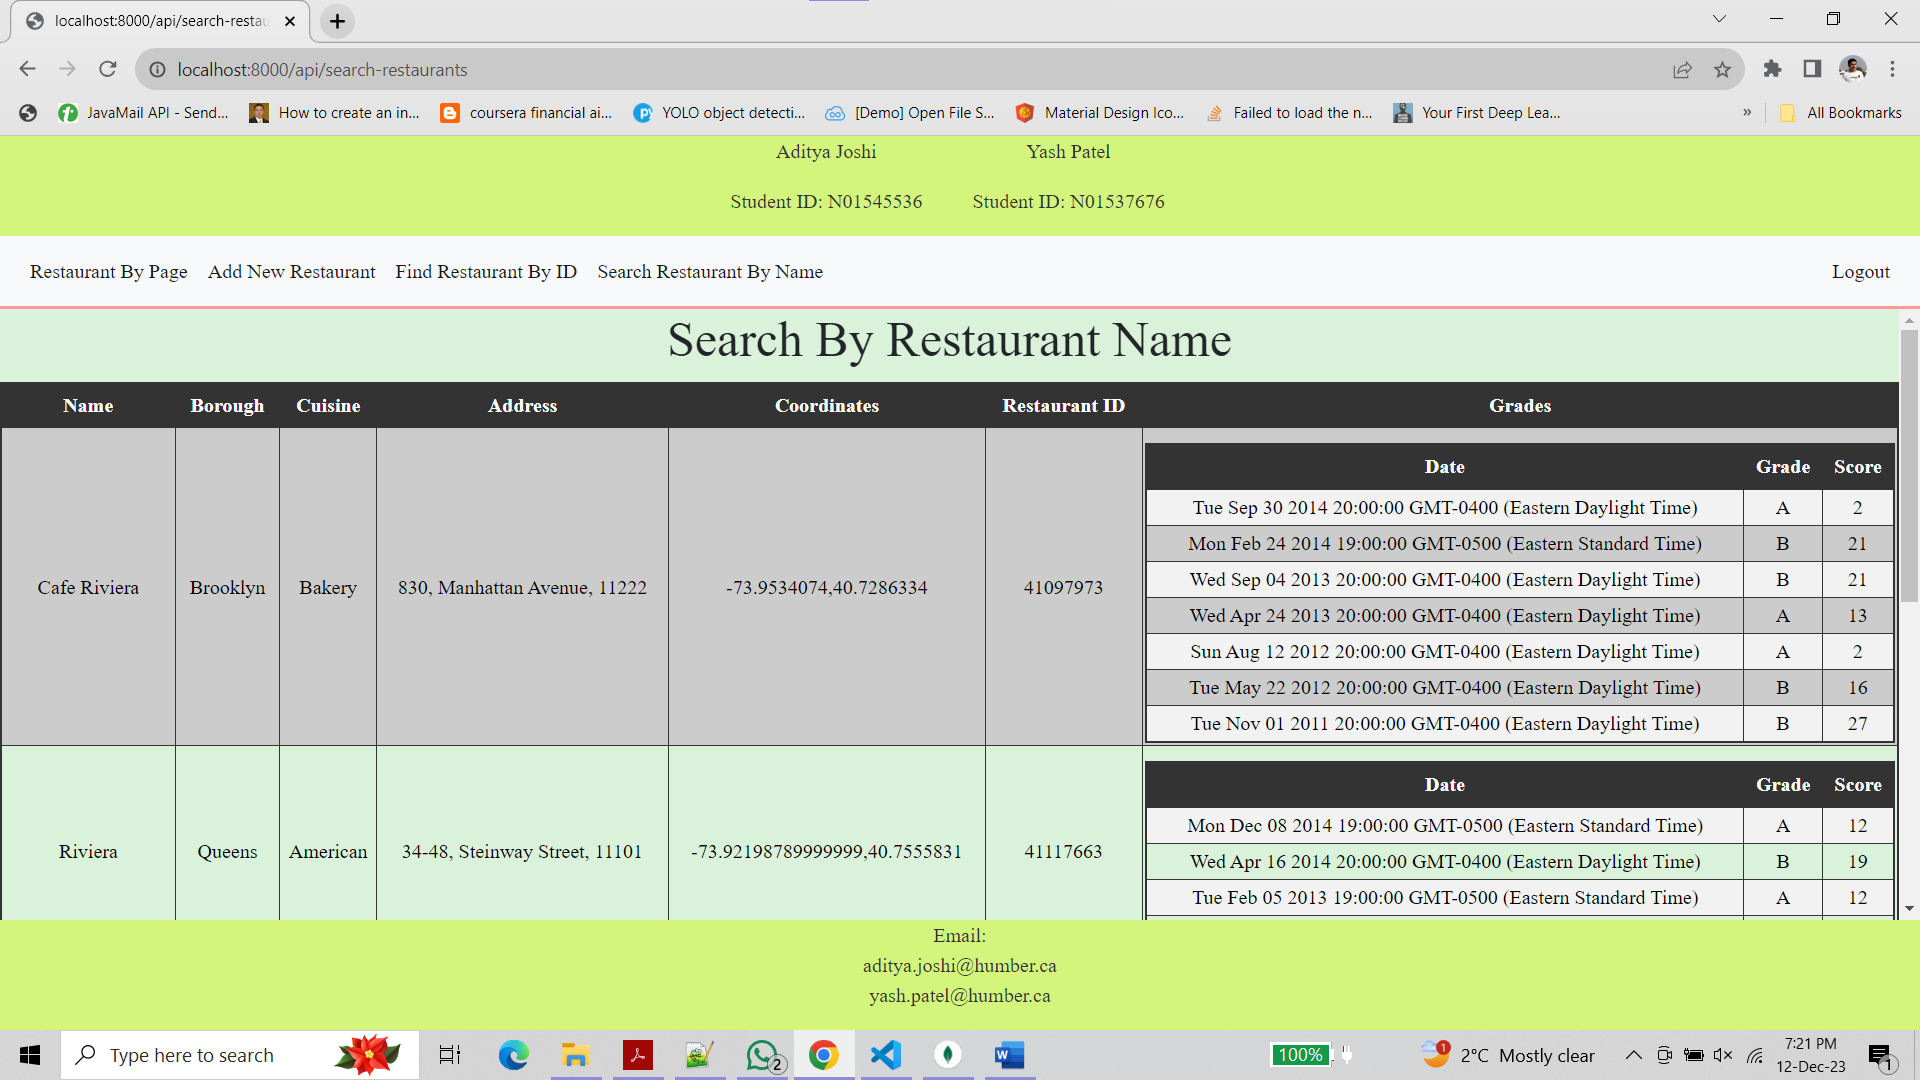 localhost:8000/api/search-restau
localhost:8000/api/search-restaurants
JavaMail API - Send... How to create an in... coursera financial ai... YOLO object detecti... [Demo] Open File S... Material Design Ico... Failed to load the n... Your First Deep Lea... » All Bookmarks
Aditya Joshi Yash Patel
Student ID: N01545536 Student ID: N01537676
Restaurant By Page Add New Restaurant Find Restaurant By ID Search Restaurant By Name Logout
Search By Restaurant Name
Name Borough Cuisine Address Coordinates Restaurant ID Grades
Cafe Riviera Brooklyn Bakery 830, Manhattan Avenue, 11222 -73.9534074,40.7286334 41097973
Date Grade Score
Tue Sep 30 2014 20:00:00 GMT-0400 (Eastern Daylight Time) A 2
Mon Feb 24 2014 19:00:00 GMT-0500 (Eastern Standard Time) B 21
Wed Sep 04 2013 20:00:00 GMT-0400 (Eastern Daylight Time) B 21
Wed Apr 24 2013 20:00:00 GMT-0400 (Eastern Daylight Time) A 13
Sun Aug 12 2012 20:00:00 GMT-0400 (Eastern Daylight Time) A 2
Tue May 22 2012 20:00:00 GMT-0400 (Eastern Daylight Time) B 16
Tue Nov 01 2011 20:00:00 GMT-0400 (Eastern Daylight Time) B 27
Riviera Queens American 34-48, Steinway Street, 11101 -73.92198789999999,40.7555831 41117663
Date Grade Score
Mon Dec 08 2014 19:00:00 GMT-0500 (Eastern Standard Time) A 12
Wed Apr 16 2014 20:00:00 GMT-0400 (Eastern Daylight Time) B 19
Tue Feb 05 2013 19:00:00 GMT-0500 (Eastern Standard Time) A 12
Email:
aditya.joshi@humber.ca
yash.patel@humber.ca
Type here to search 2 100% 1 2°C Mostly clear 7:21 PM
12-Dec-23 1